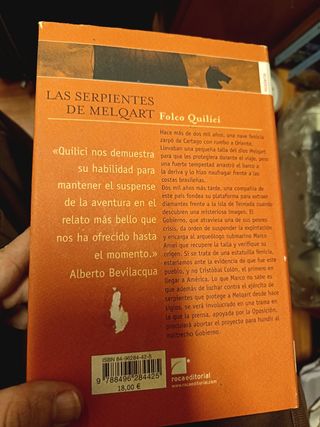 LAS SERPIENTES
DE MELQART
Folco Quilici
«Quilici nos demuestra
su habilidad para
mantener el suspense
de la aventura en el
relato más bello que
nos ha ofrecido hasta
el momento.»
Alberto Bevilacqua
Hace más de dos mil años, una nave fenicia
zarpó de Cartago con rumbo a Oriente.
Llevaban una pequeña talla del dios Melqart
para que les protegiera durante el viaje, pero
una fuerte tempestad arrastró el barco a
la deriva y lo hizo naufragar frente a las
costas brasileñas.
Dos mil años más tarde, una compañía de
este país fondea su plataforma para extraer
diamantes frente a la isla de Trinidade cuando
descubren una misteriosa imagen. El
Gobierno, que atraviesa una de sus peores
crisis, da orden de suspender la explotación
y encarga al arqueólogo submarino Marco
Arnei que recupere la talla y verifique su
origen. Si se trata de una estatuilla fenicia,
estaríamos ante la evidencia de que fue este
pueblo, y no Cristóbal Colón, el primero en
llegar a América. Lo que Marco no sabe es
que además de luchar contra el ejército de
serpientes que protege a Melqart desde hace
siglos, se verá involucrado en una trama en
la que la prensa, apoyada por la Oposición,
procurará abortar el proyecto para hundir al
maltrecho Gobierno.
ISBN 84-96284-42-5
9 788496 284425
18,00 €
rocaeditorial
www.rocaeditorial.com